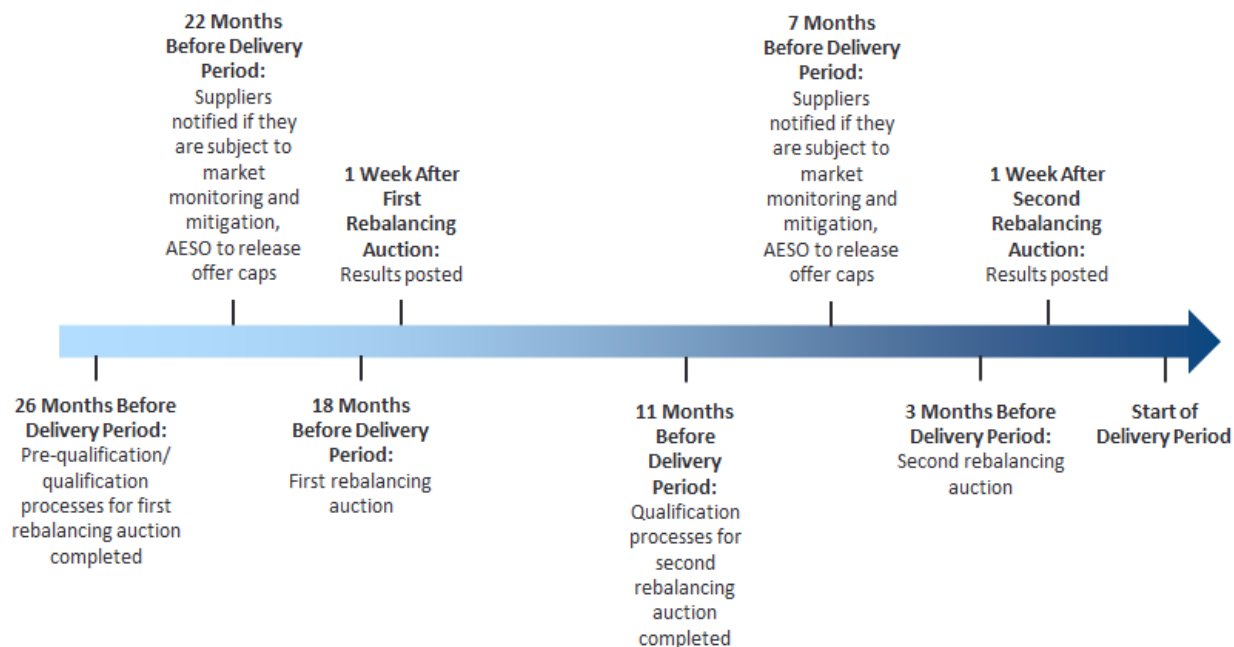 22 Months
Before Delivery
Period:
Suppliers
notified if they
are subject to
market
monitoring and
mitigation,
AESO to release
offer caps
1 Week After
First
Rebalancing
Auction:
Results posted
7 Months
Before Delivery
Period:
Suppliers
notified if they
are subject to
market
monitoring and
mitigation,
AESO to release
offer caps
1 Week After
Second
Rebalancing
Auction:
Results posted
26 Months Before
Delivery Period:
Pre-qualification/
qualification
processes for first
rebalancing auction
completed
18 Months
Before Delivery
Period:
First rebalancing
auction
11 Months
Before
Delivery
Period:
Qualification
processes for
second
rebalancing
auction
completed
3 Months Before
Delivery Period:
Second rebalancing
auction
Start of
Delivery Period